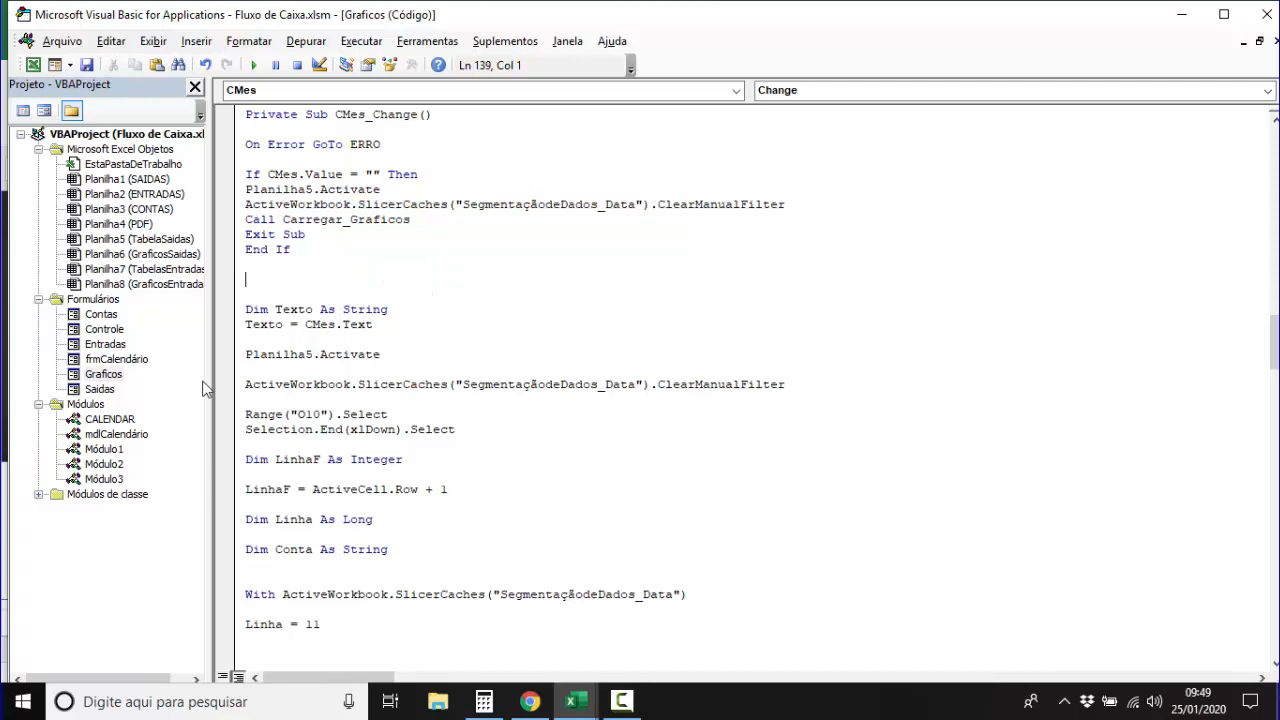 Microsoft Visual Basic for Applications - Fluxo de Caixa.xlsm - [Graficos (Código)]
Arquivo Editar Exibir Inserir Formatar Depurar Executar Ferramentas Suplementos Janela Ajuda
Ln 139, Col 1
Projeto - VBAProject
CMes
Change
VBAProject (Fluxo de Caixa.xl
Microsoft Excel Objetos
EstaPastaDeTrabalho
Planilha1 (SAIDAS)
Planilha2 (ENTRADAS)
Planilha3 (CONTAS)
Planilha4 (PDF)
Planilha5 (TabelaSaidas)
Planilha6 (GraficosSaidas)
Planilha7 (TabelasEntradas
Planilha8 (GraficosEntrada
Formulários
Contas
Controle
Entradas
frmCalendário
Graficos
Saidas
Módulos
CALENDAR
mdlCalendário
Módulo1
Módulo2
Módulo3
Módulos de classe
Private Sub CMes_Change()
On Error GoTo ERRO
If CMes.Value = "" Then
Planilha5.Activate
ActiveWorkbook.SlicerCaches("SegmentaçãodeDados_Data").ClearManualFilter
Call Carregar_Graficos
Exit Sub
End If
Dim Texto As String
Texto = CMes.Text
Planilha5.Activate
ActiveWorkbook.SlicerCaches("SegmentaçãodeDados_Data").ClearManualFilter
Range("O10").Select
Selection.End(xlDown).Select
Dim LinhaF As Integer
LinhaF = ActiveCell.Row + 1
Dim Linha As Long
Dim Conta As String
With ActiveWorkbook.SlicerCaches("SegmentaçãodeDados_Data")
Linha = 11
Digite aqui para pesquisar
09:49
25/01/2020